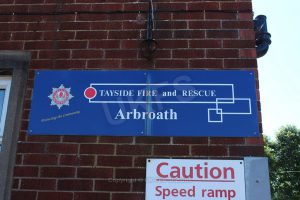 TAYSIDE FIRE and RESCUE
Arbroath
Caution
Speed ramp